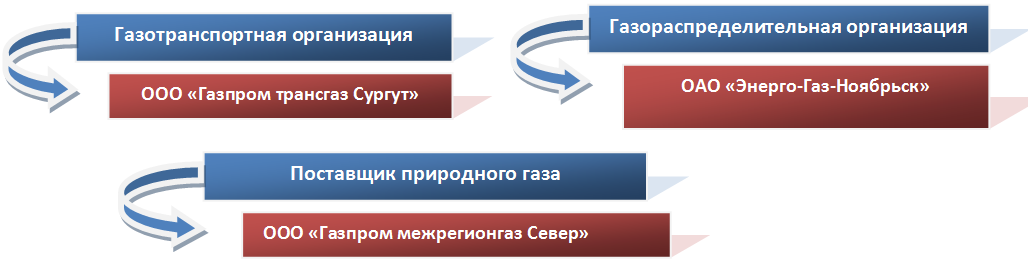 Газотранспортная организация
ООО «Газпром трансгаз Сургут»
Газораспределительная организация
ОАО «Энерго-Газ-Ноябрьск»
Поставщик природного газа
ООО «Газпром межрегионгаз Север»